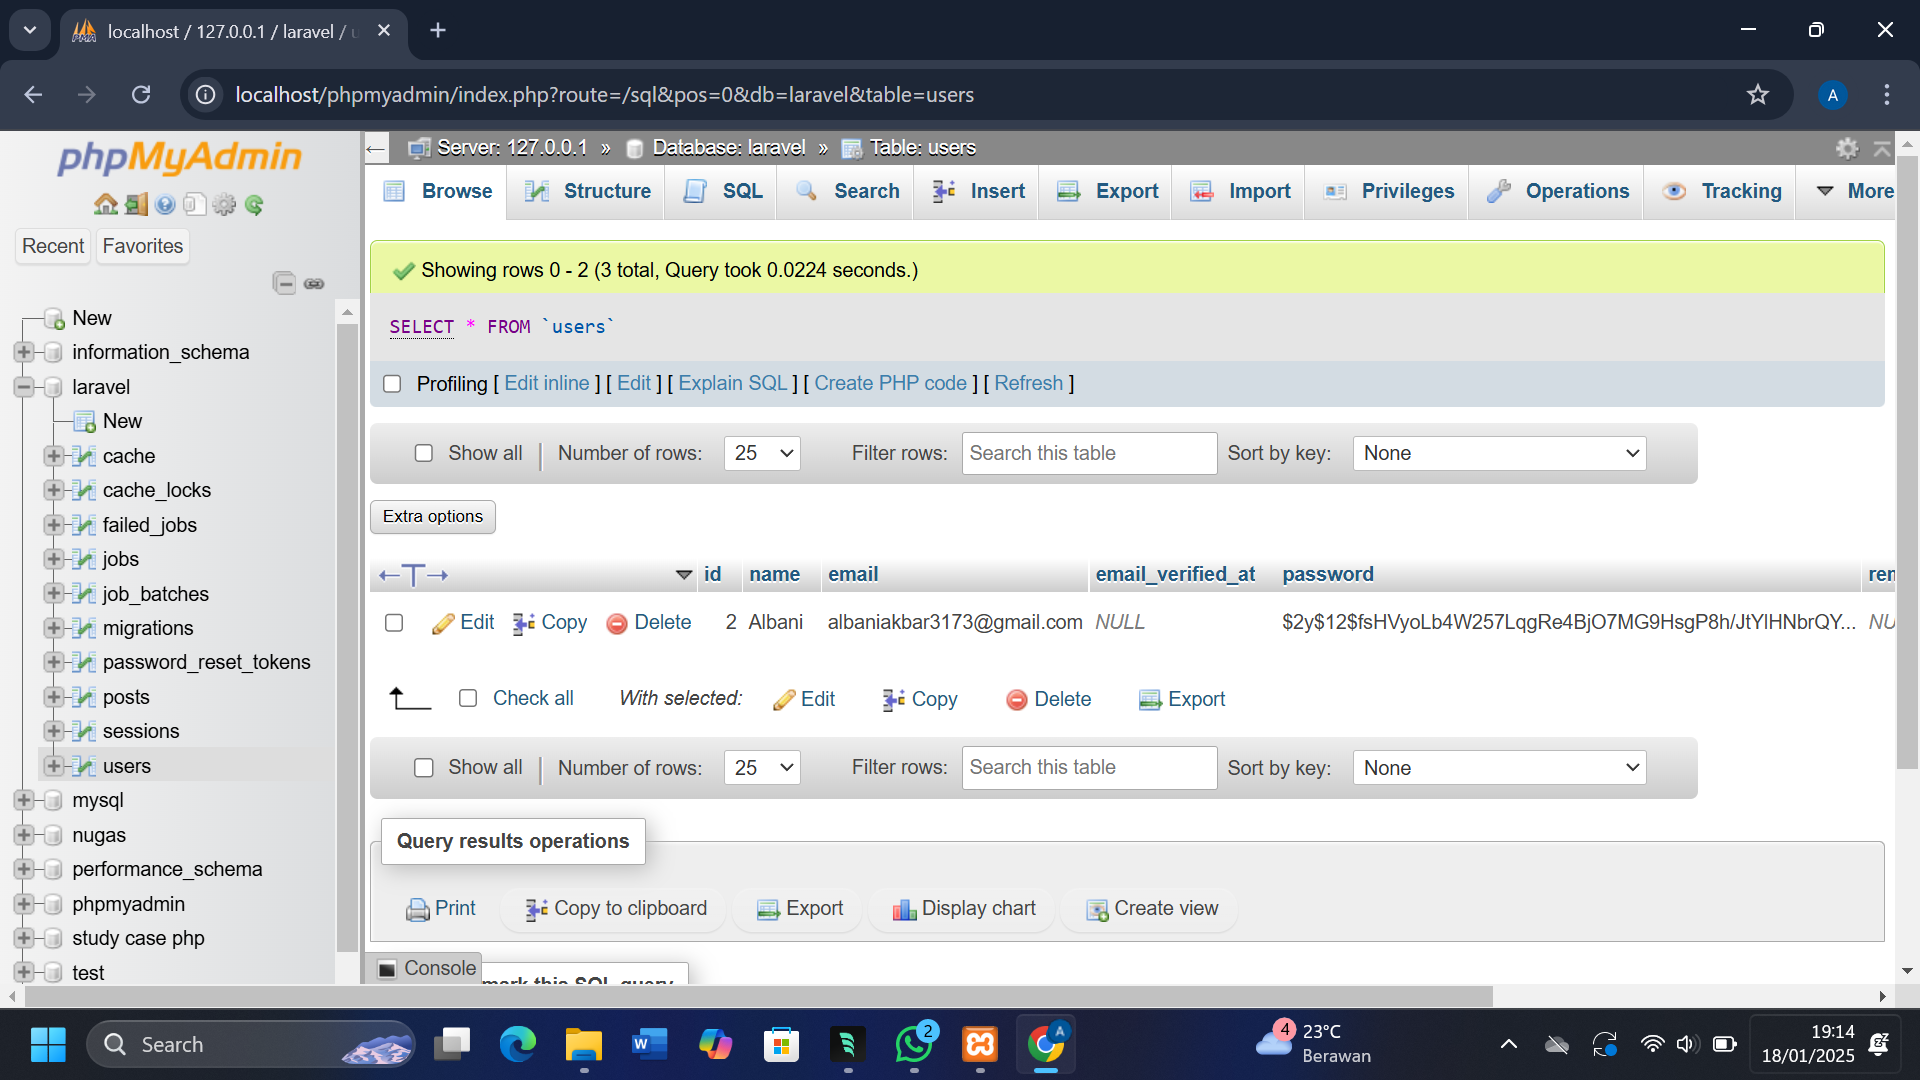 localhost / 127.0.0.1 / laravel / u
localhost/phpmyadmin/index.php?route=/sql&pos=0&db=laravel&table=users
A
phpMyAdmin
Recent
Favorites
New
information_schema
laravel
New
cache
cache_locks
failed_jobs
jobs
job_batches
migrations
password_reset_tokens
posts
sessions
users
mysql
nugas
performance_schema
phpmyadmin
study case php
test
Server: 127.0.0.1 » Database: laravel » Table: users
Browse Structure SQL Search Insert Export Import Privileges Operations Tracking More
Showing rows 0 - 2 (3 total, Query took 0.0224 seconds.)
SELECT * FROM `users`
Profiling [ Edit inline ] [ Edit ] [ Explain SQL ] [ Create PHP code ] [ Refresh ]
Show all Number of rows: 25 Filter rows: Search this table Sort by key: None
Extra options
id name email email_verified_at password rem
Edit Copy Delete 2 Albani albaniakbar3173@gmail.com NULL $2y$12$fsHVyoLb4W257LqgRe4BjO7MG9HsgP8h/JtYlHNbrQY... NU
Check all With selected: Edit Copy Delete Export
Show all Number of rows: 25 Filter rows: Search this table Sort by key: None
Query results operations
Print Copy to clipboard Export Display chart Create view
Console
mark this SQL query
Search
2
A
4
23°C
Berawan
19:14
18/01/2025